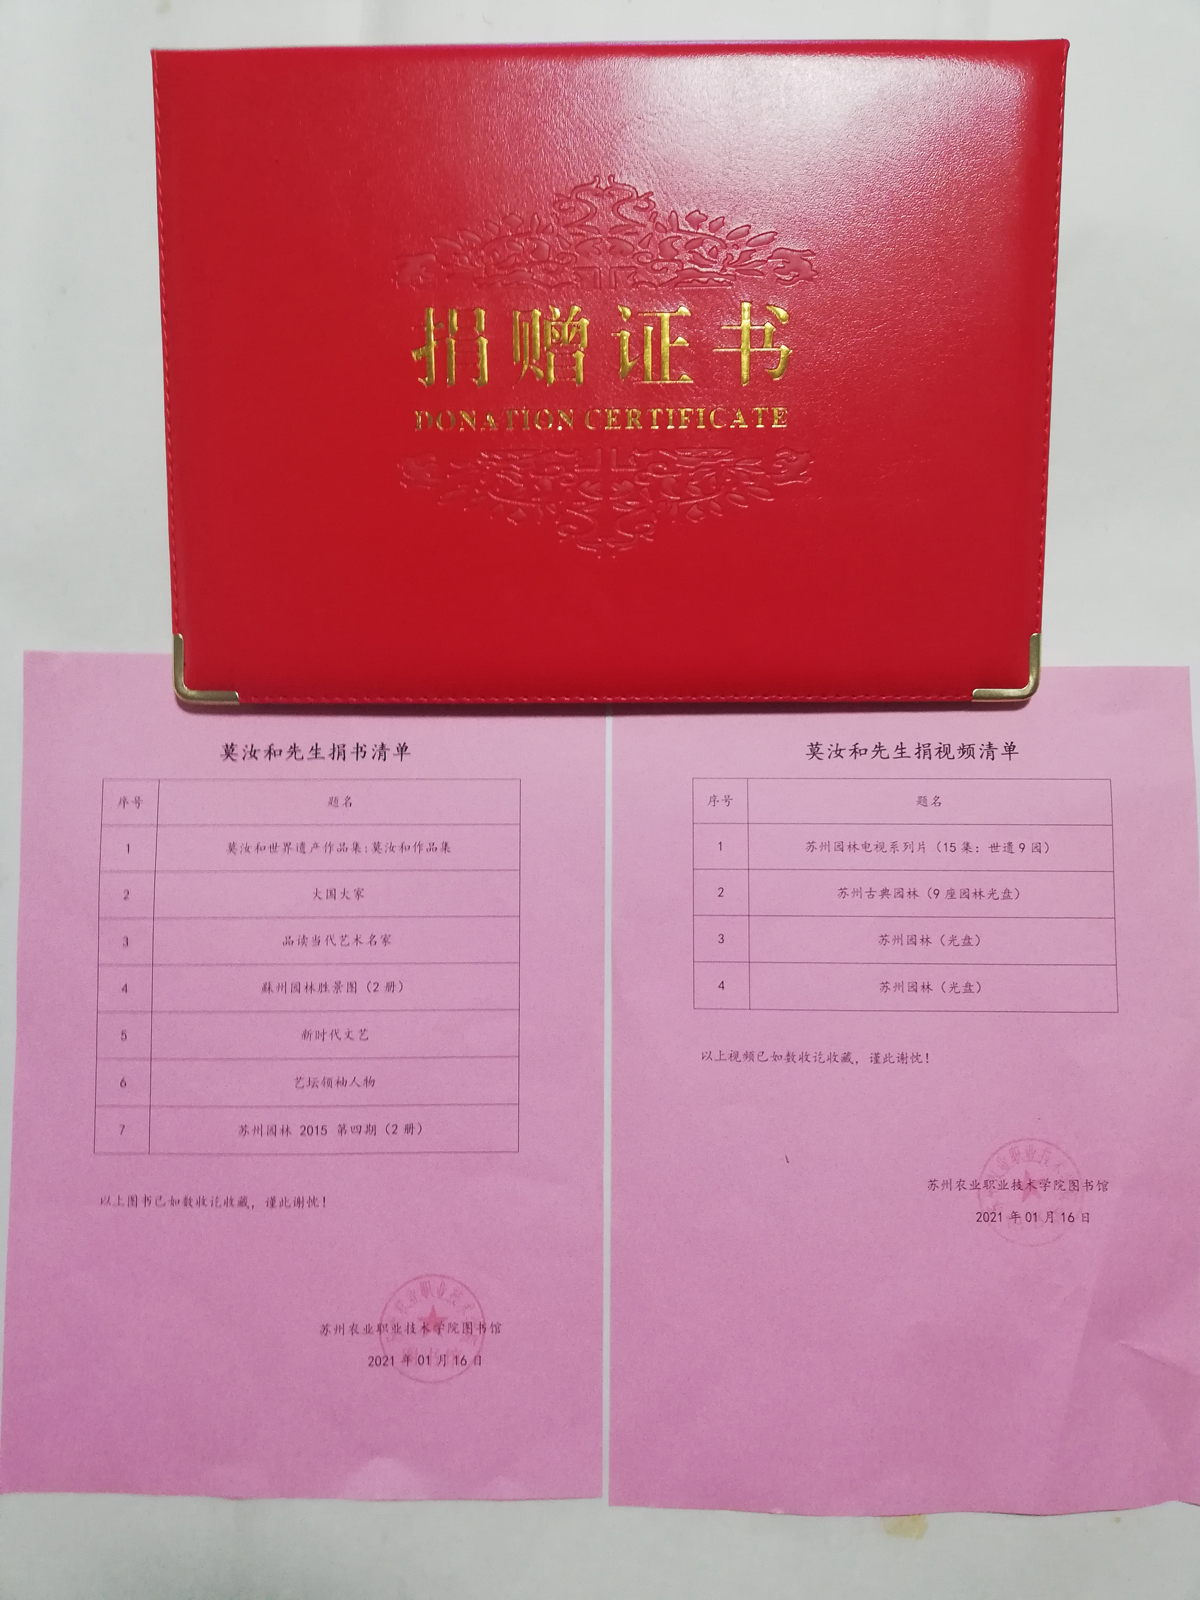 捐赠证书
DONATION CERTIFICATE
莫汝和先生捐书清单
序号 题名
1 莫汝和世界遗产作品集:莫汝和作品集
2 大国大家
3 品读当代艺术名家
4 蘇州园林胜景图（2册）
5 新时代文艺
6 艺坛领袖人物
7 苏州园林 2015 第四期（2册）
以上图书已如数收讫收藏，谨此谢忱！
苏州农业职业技术学院图书馆
2021年01月16日
莫汝和先生捐视频清单
序号 题名
1 苏州园林电视系列片（15集：世遗9园）
2 苏州古典园林（9座园林光盘）
3 苏州园林（光盘）
4 苏州园林（光盘）
以上视频已如数收讫收藏，谨此谢忱！
苏州农业职业技术学院图书馆
2021年01月16日